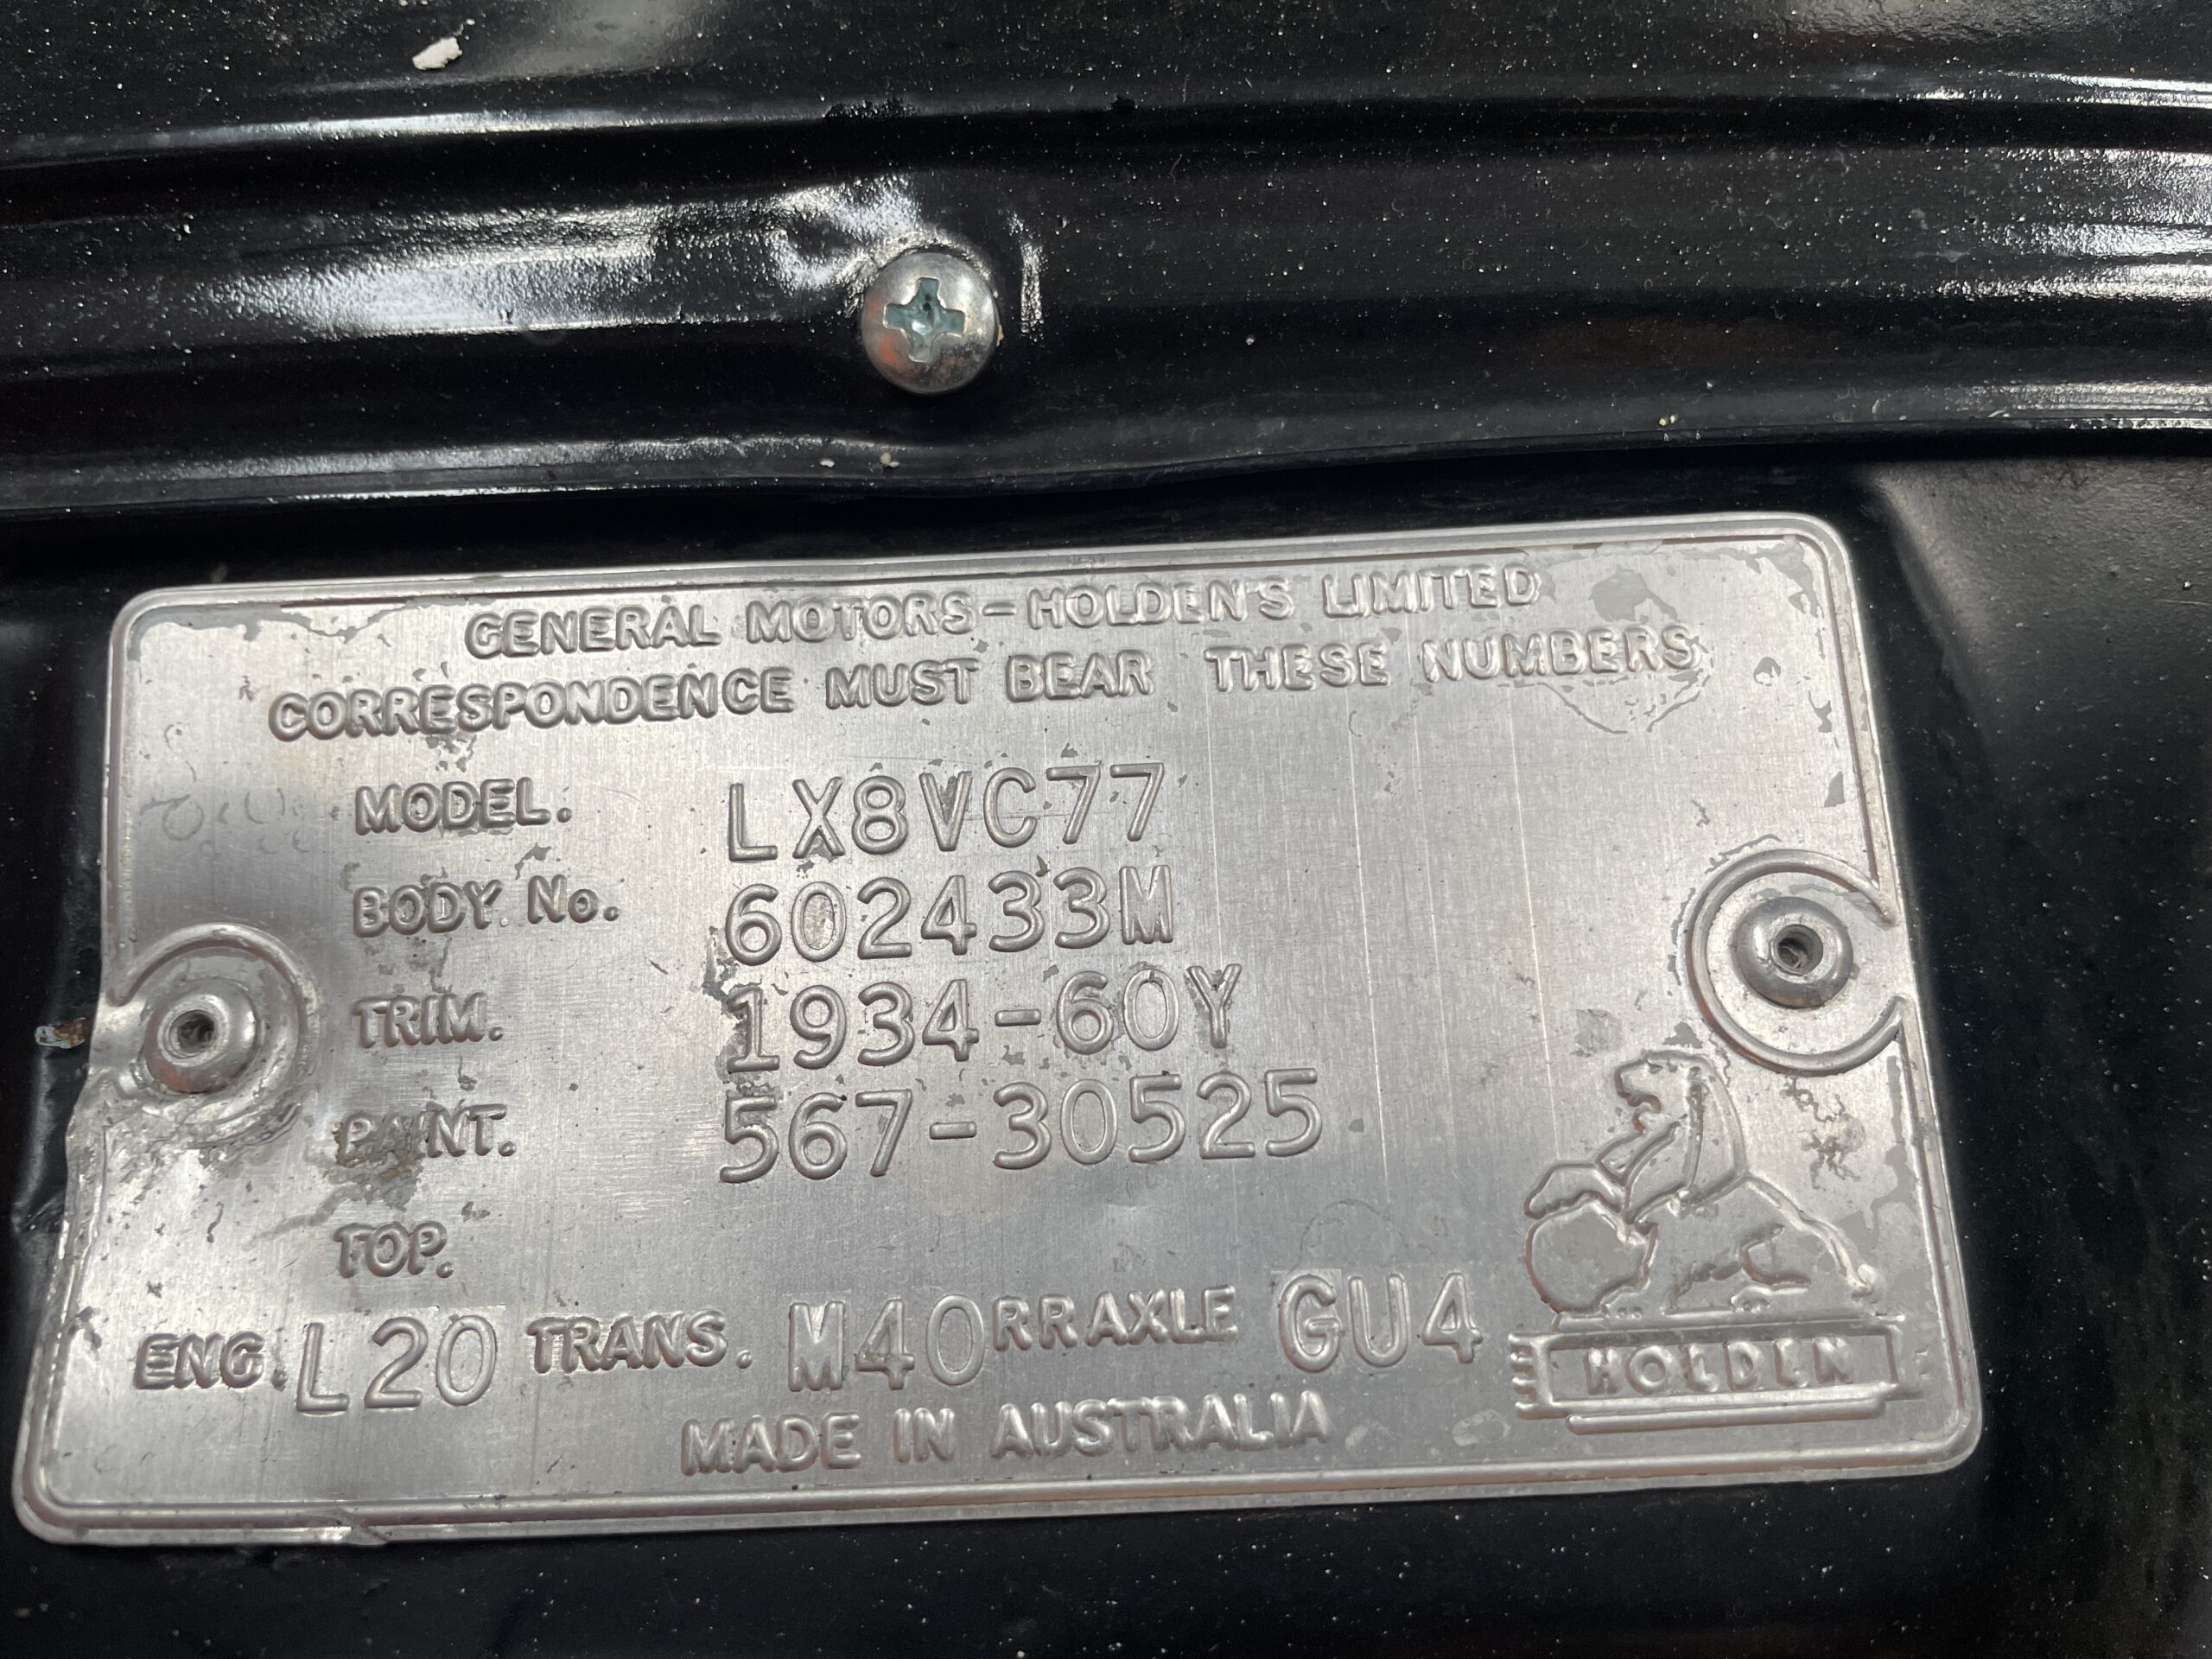 GENERAL MOTORS-HOLDEN'S LIMITED
CORRESPONDENCE MUST BEAR THESE NUMBERS
MODEL. LX8VC77
BODY No. 602433M
TRIM. 1934-60Y
PAINT. 567-30525
TOP.
ENG. L20 TRANS. M40 RR AXLE GU4
HOLDEN
MADE IN AUSTRALIA